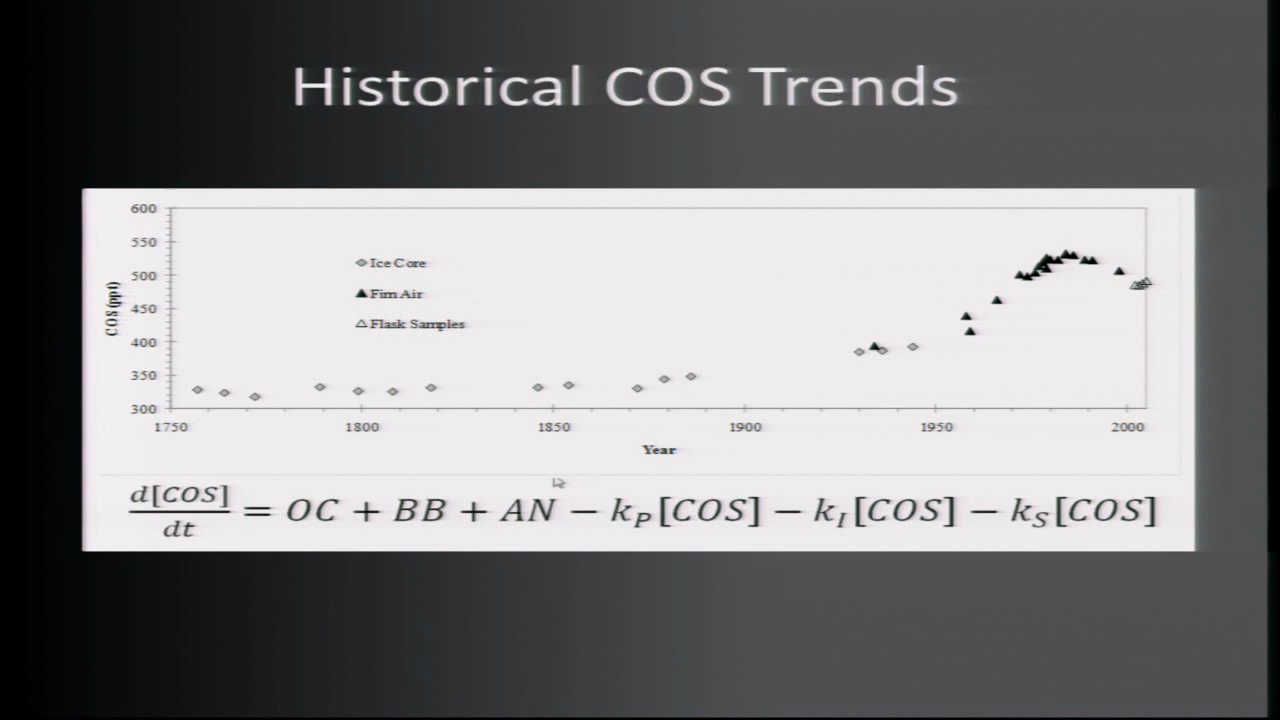 Historical COS Trends
600
550
500
450
400
350
300
COS (ppt)
Ice Core
Firn Air
Flask Samples
1750 1800 1850 1900 1950 2000
Year
d[COS]/dt = OC + BB + AN − k_P[COS] − k_I[COS] − k_S[COS]